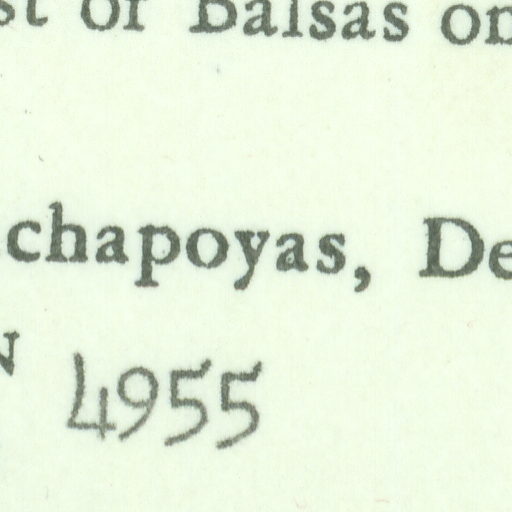 st of Balsas on
chapoyas, De
N 4955